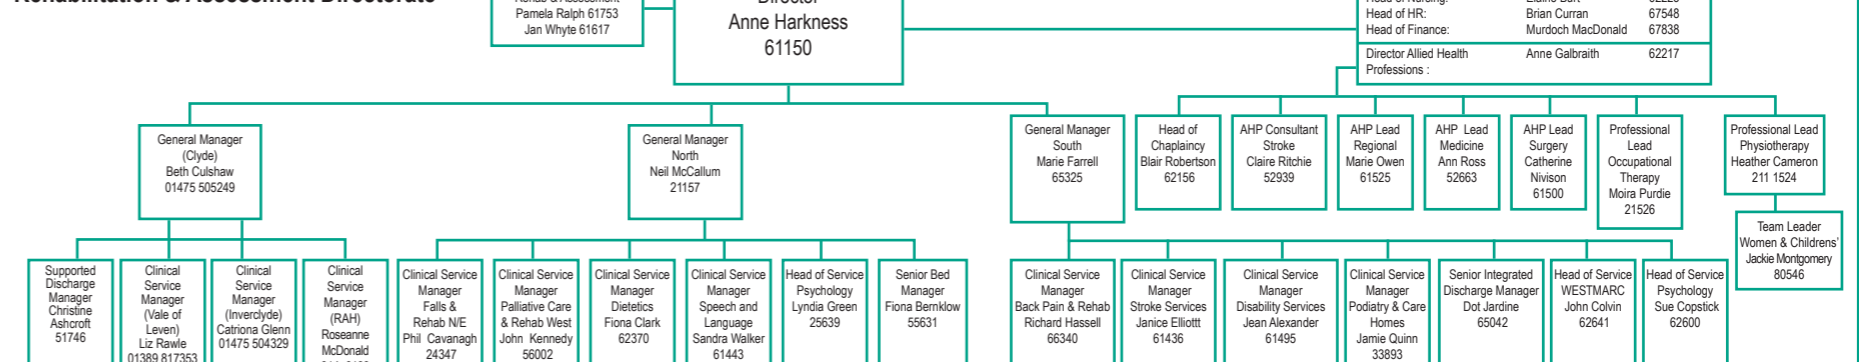 Rehabilitation & Assessment Directorate
Rehab & Assessment
Pamela Ralph 61753
Jan Whyte 61617
Director
Anne Harkness
61150
Head of Nursing: Elaine Burt
Head of HR: Brian Curran 67548
Head of Finance: Murdoch MacDonald 67838
Director Allied Health Anne Galbraith 62217
Professions :
General Manager
(Clyde)
Beth Culshaw
01475 505249
General Manager
North
Neil McCallum
21157
General Manager
South
Marie Farrell
65325
Head of
Chaplaincy
Blair Robertson
62156
AHP Consultant
Stroke
Claire Ritchie
52939
AHP Lead
Regional
Marie Owen
61525
AHP Lead
Medicine
Ann Ross
52663
AHP Lead
Surgery
Catherine
Nivison
61500
Professional
Lead
Occupational
Therapy
Moira Purdie
21526
Professional Lead
Physiotherapy
Heather Cameron
211 1524
Team Leader
Women & Childrens'
Jackie Montgomery
80546
Supported
Discharge
Manager
Christine
Ashcroft
51746
Clinical
Service
Manager
(Vale of
Leven)
Liz Rawle
01389 817353
Clinical
Service
Manager
(Inverclyde)
Catriona Glenn
01475 504329
Clinical
Service
Manager
(RAH)
Roseanne
McDonald
Clinical Service
Manager
Falls &
Rehab N/E
Phil Cavanagh
24347
Clinical Service
Manager
Palliative Care
& Rehab West
John Kennedy
56002
Clinical Service
Manager
Dietetics
Fiona Clark
62370
Clinical Service
Manager
Speech and
Language
Sandra Walker
61443
Head of Service
Psychology
Lyndia Green
25639
Senior Bed
Manager
Fiona Bernklow
55631
Clinical Service
Manager
Back Pain & Rehab
Richard Hassell
66340
Clinical Service
Manager
Stroke Services
Janice Elliottt
61436
Clinical Service
Manager
Disability Services
Jean Alexander
61495
Clinical Service
Manager
Podiatry & Care
Homes
Jamie Quinn
33893
Senior Integrated
Discharge Manager
Dot Jardine
65042
Head of Service
WESTMARC
John Colvin
62641
Head of Service
Psychology
Sue Copstick
62600